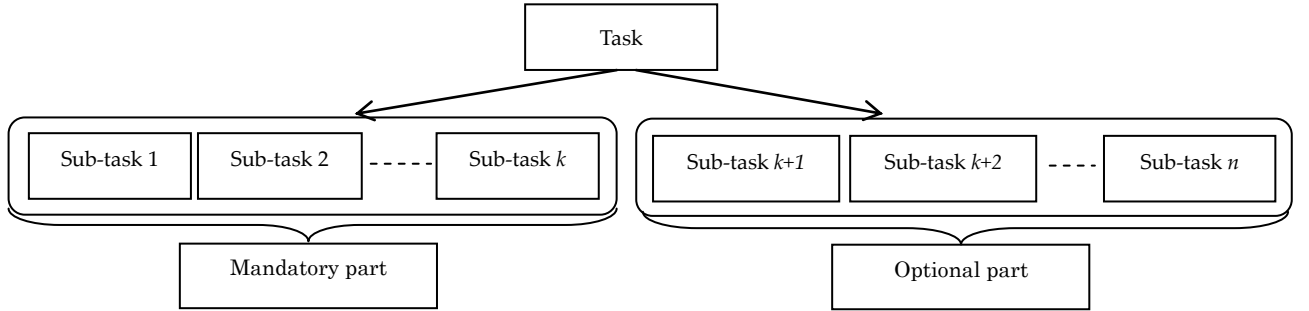 Task
Sub-task 1 Sub-task 2 Sub-task k Sub-task k+1 Sub-task k+2 Sub-task n
Mandatory part Optional part